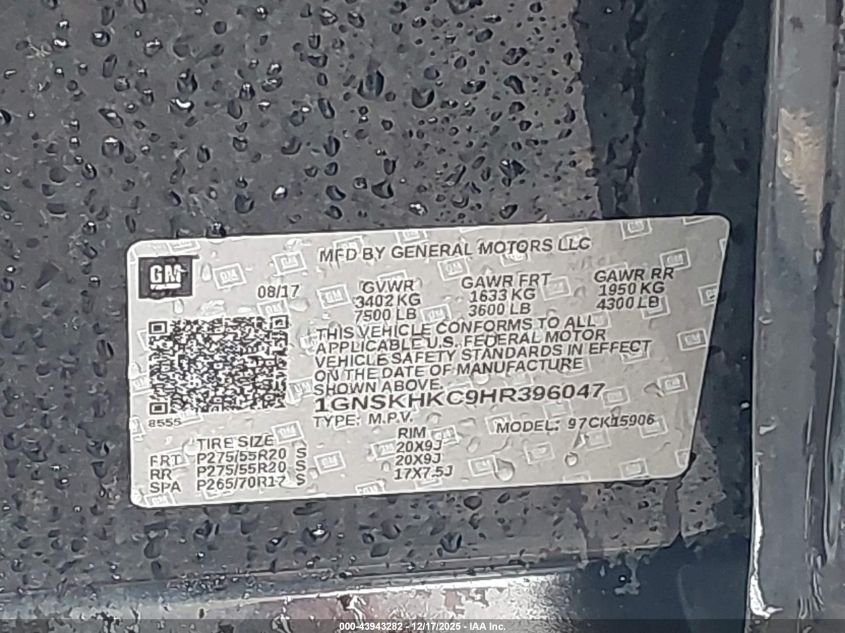 MFD BY GENERAL MOTORS LLC
GM
08/17
GVWR GAWR FRT GAWR RR
3402 KG 1633 KG 1950 KG
7500 LB 3600 LB 4300 LB
THIS VEHICLE CONFORMS TO ALL
APPLICABLE U.S. FEDERAL MOTOR
VEHICLE SAFETY STANDARDS IN EFFECT
ON THE DATE OF MANUFACTURE
SHOWN ABOVE.
1GNSKHKC9HR396047
8555
TYPE: M.P.V. MODEL: 97CK15906
TIRE SIZE RIM
FRT P275/55R20 S 20X9J
RR P275/55R20 S 20X9J
SPA P265/70R17 S 17X7.5J
000-43943282 - 12/17/2025 - IAA Inc.